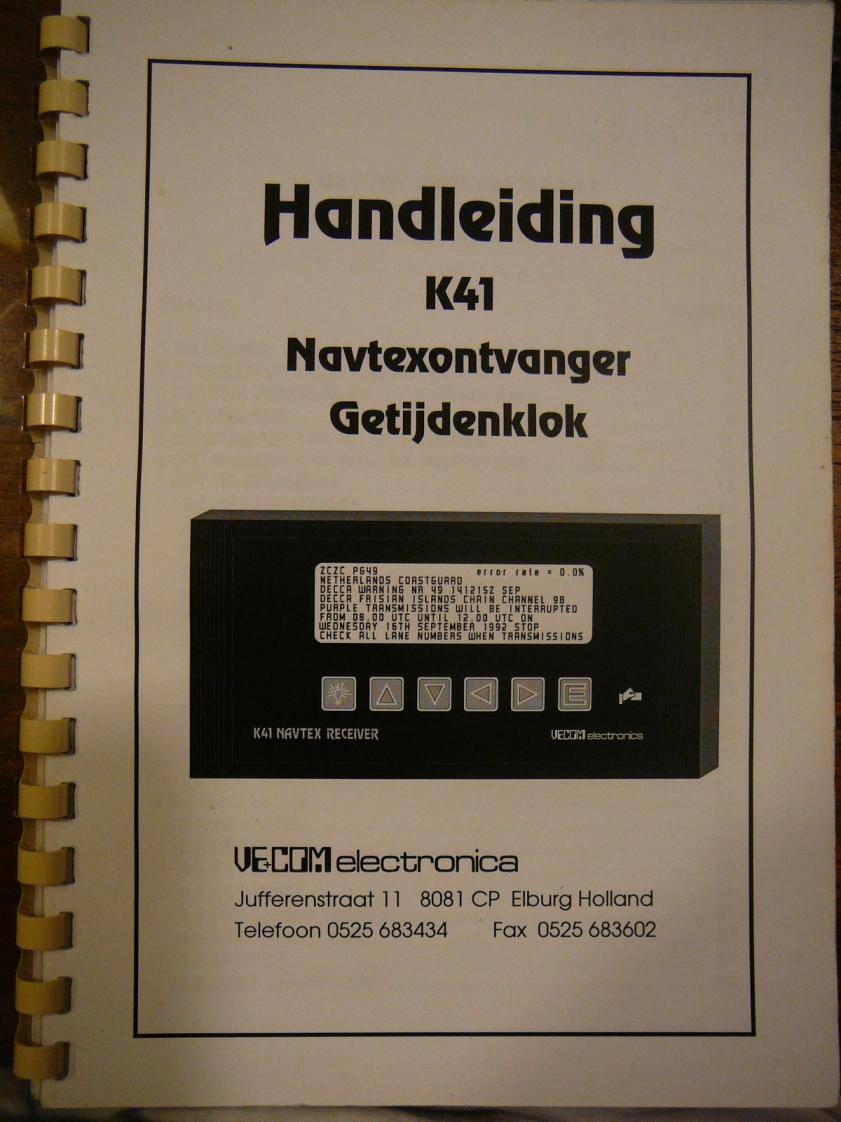 Handleiding
K41
Navtexontvanger
Getijdenklok
ZCZC PG49 error rate = 0.0%
NETHERLANDS COASTGUARD
DECCA WARNING NR 49 141215Z SEP
DECCA FRISIAN ISLANDS CHAIN CHANNEL 9B
PURPLE TRANSMISSIONS WILL BE INTERRUPTED
FROM 08.00 UTC UNTIL 12.00 UTC ON
WEDNESDAY 16TH SEPTEMBER 1992 STOP
CHECK ALL LANE NUMBERS WHEN TRANSMISSIONS
E
K41 NAVTEX RECEIVER
VECOM electronics
VE+COM electronica
Jufferenstraat 11 8081 CP Elburg Holland
Telefoon 0525 683434 Fax 0525 683602